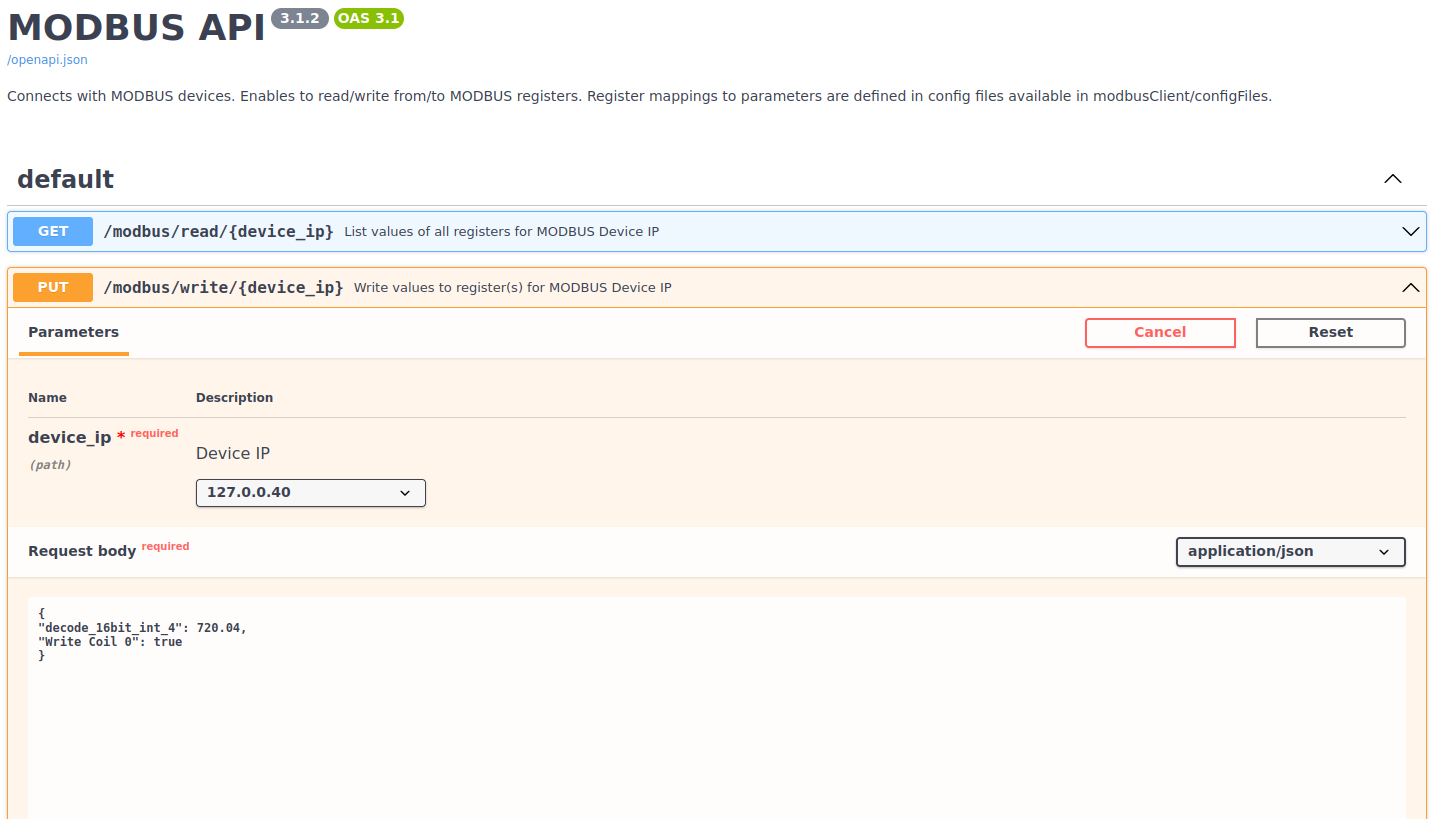 MODBUS API 3.1.2 OAS 3.1
/openapi.json
Connects with MODBUS devices. Enables to read/write from/to MODBUS registers. Register mappings to parameters are defined in config files available in modbusClient/configFiles.
default
GET /modbus/read/{device_ip} List values of all registers for MODBUS Device IP
PUT /modbus/write/{device_ip} Write values to register(s) for MODBUS Device IP
Parameters Cancel Reset
Name Description
device_ip * required
(path)
Device IP
127.0.0.40
Request body required application/json
{
"decode_16bit_int_4": 720.04,
"Write Coil 0": true
}